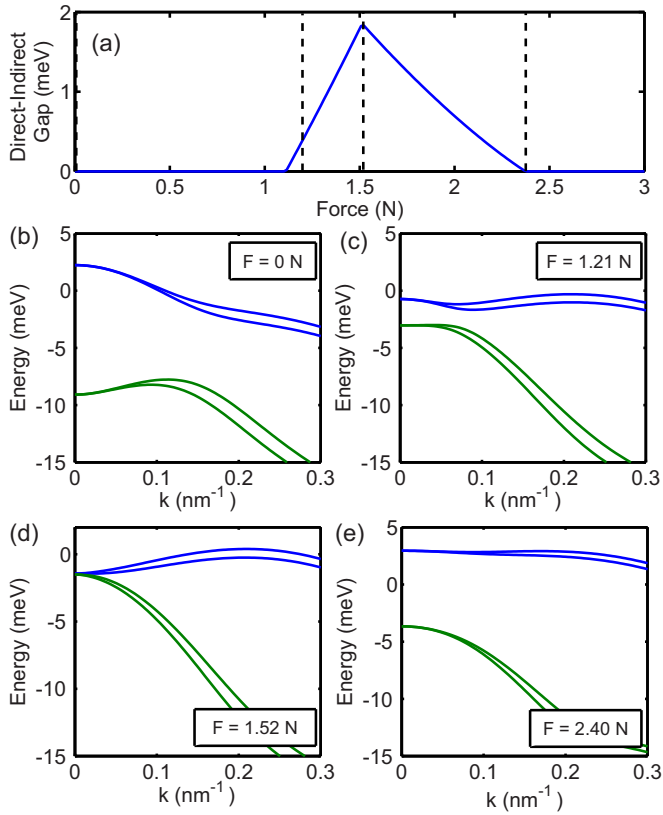 (a)
Direct-Indirect
Gap (meV)
2
1
0
0 0.5 1 1.5 2 2.5 3
Force (N)
(b)
F = 0 N
Energy (meV)
5
0
-5
-10
-15
0 0.1 0.2 0.3
k (nm⁻¹)
(c)
F = 1.21 N
Energy (meV)
5
0
-5
-10
-15
0 0.1 0.2 0.3
k (nm⁻¹)
(d)
F = 1.52 N
Energy (meV)
0
-5
-10
-15
0 0.1 0.2 0.3
k (nm⁻¹)
(e)
F = 2.40 N
Energy (meV)
5
0
-5
-10
-15
0 0.1 0.2 0.3
k (nm⁻¹)